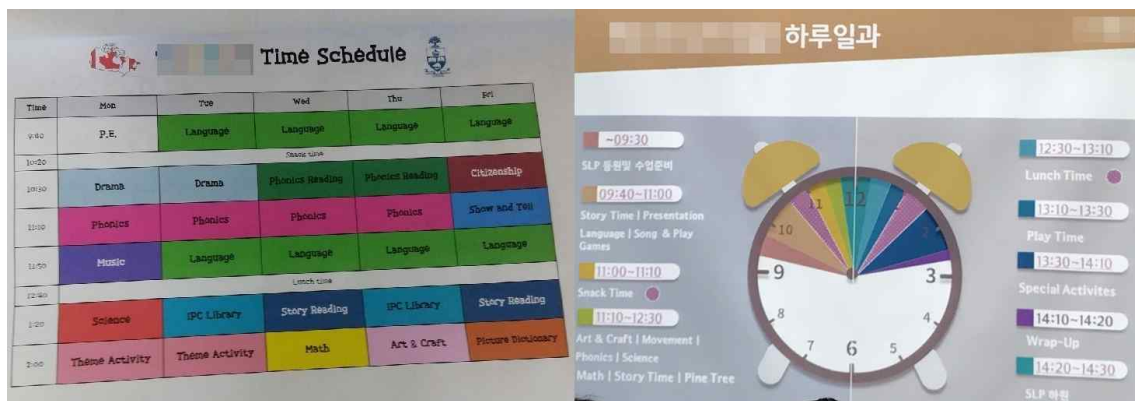 Time Schedule
Time Mon Tue Wed Thu Fri
9:40 P.E. Language Language Language Language
10:20 Snack time
10:30 Drama Drama Phonics Reading Phonics Reading Citizenship
11:10 Phonics Phonics Phonics Phonics Show and Tell
11:50 Music Language Language Language Language
Lunch time
1:20 Science IPC Library Story Reading IPC Library Story Reading
2:00 Theme Activity Theme Activity Math Art & Craft Picture Dictionary
하루일과
~09:30
SLP 등원및 수업준비
09:40~11:00
Story Time | Presentation
Language | Song & Play
Games
11:00~11:10
Snack Time
11:10~12:30
Art & Craft | Movement |
Phonics | Science
Math | Story Time | Pine Tree
10 11 12 2
9 3
8 4
7 6 5
12:30~13:10
Lunch Time
13:10~13:30
Play Time
13:30~14:10
Special Activites
14:10~14:20
Wrap-Up
14:20~14:30
SLP 하원